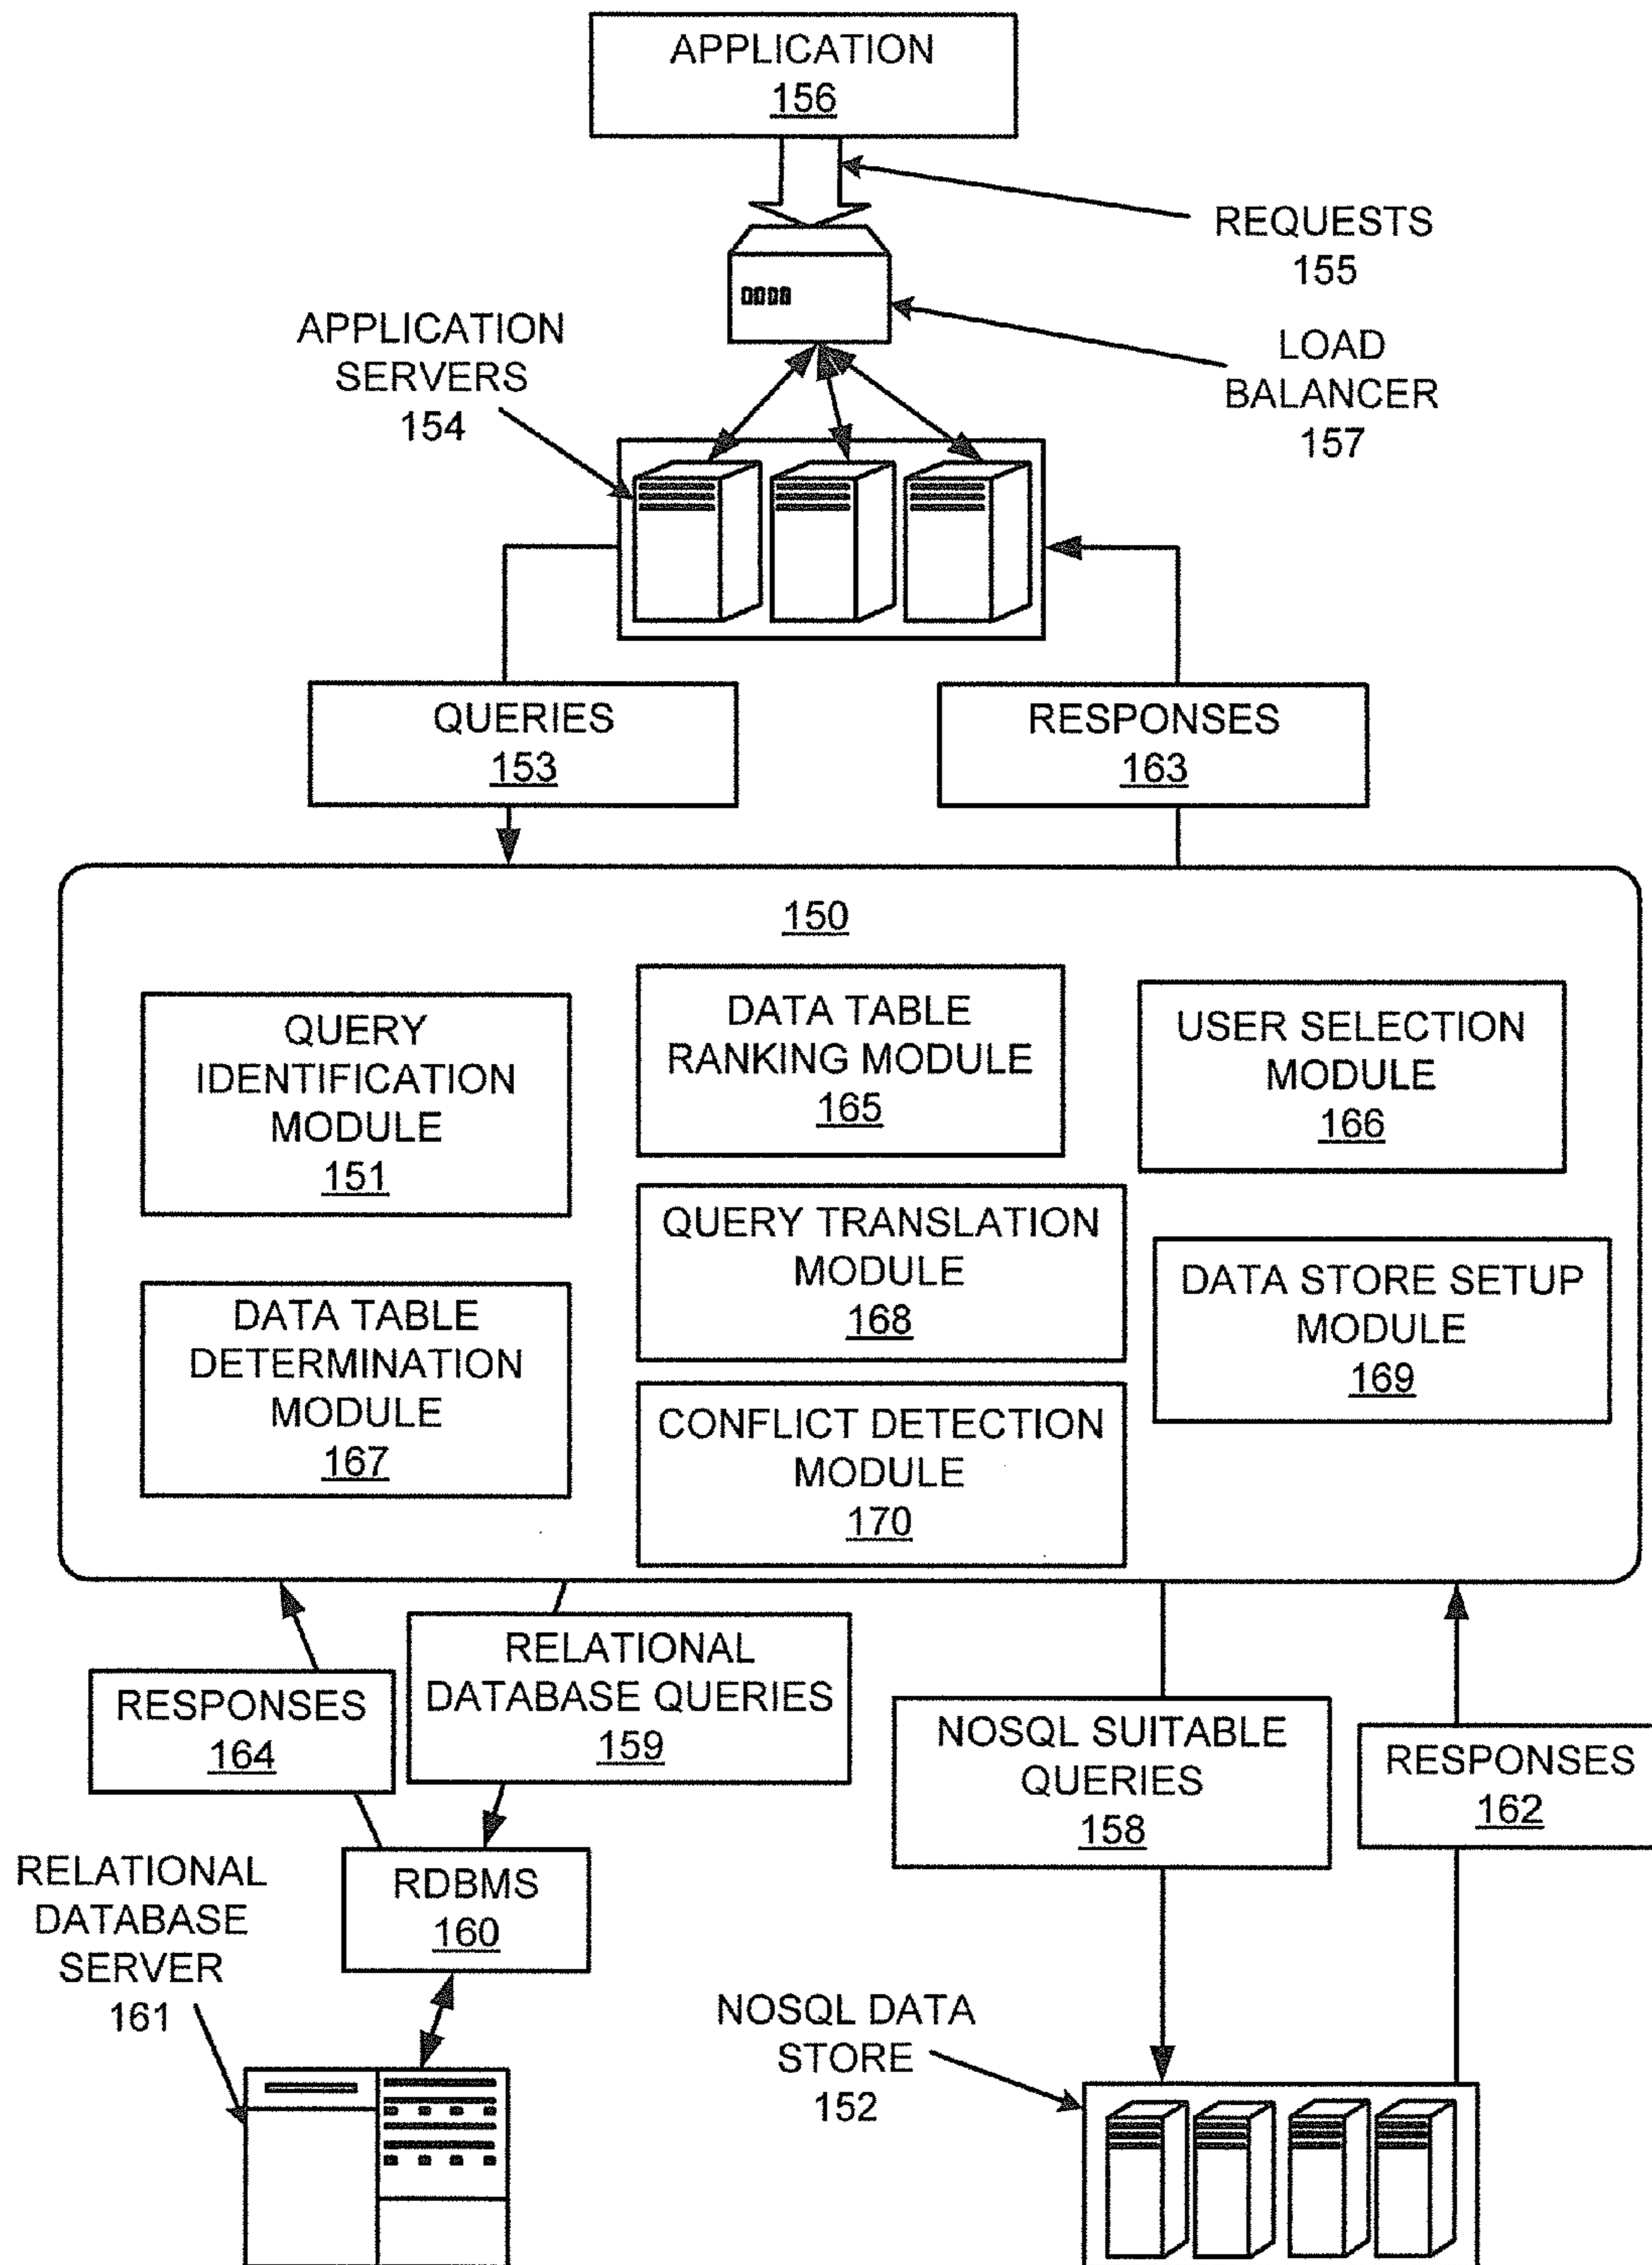 APPLICATION
156
REQUESTS
155
APPLICATION
SERVERS
154
LOAD
BALANCER
157
QUERIES
153
RESPONSES
163
150
QUERY
IDENTIFICATION
MODULE
151
DATA TABLE
RANKING MODULE
165
USER SELECTION
MODULE
166
QUERY TRANSLATION
MODULE
168
DATA STORE SETUP
MODULE
169
DATA TABLE
DETERMINATION
MODULE
167
CONFLICT DETECTION
MODULE
170
RESPONSES
164
RELATIONAL
DATABASE QUERIES
159
NOSQL SUITABLE
QUERIES
158
RESPONSES
162
RELATIONAL
DATABASE
SERVER
161
RDBMS
160
NOSQL DATA
STORE
152